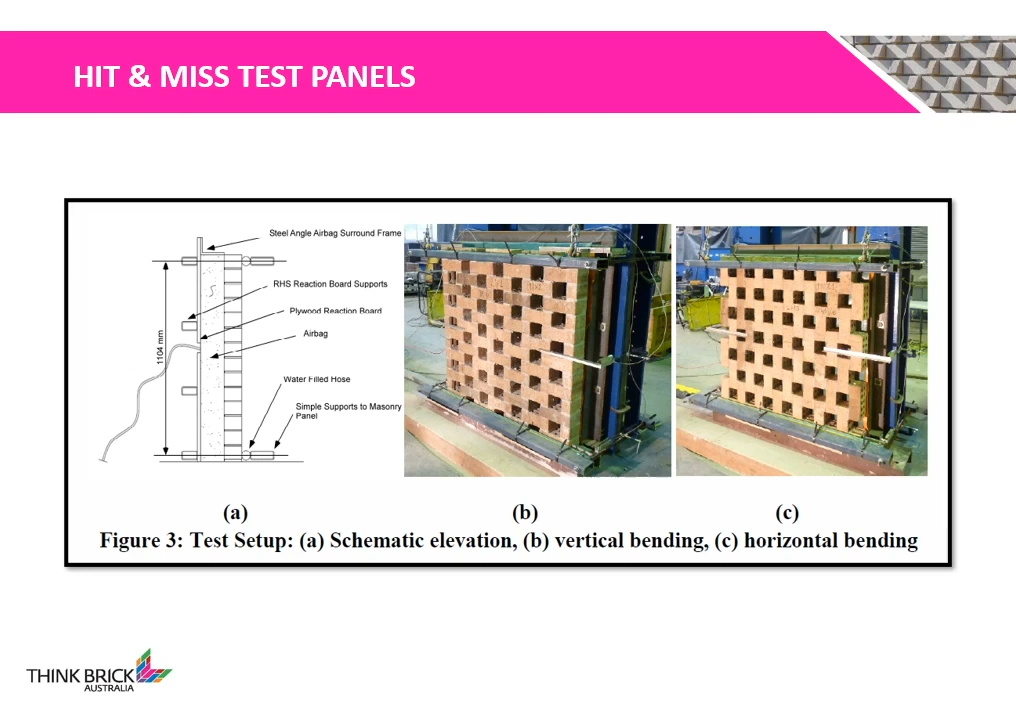 HIT & MISS TEST PANELS
Steel Angle Airbag Surround Frame
RHS Reaction Board Supports
Plywood Reaction Board
Airbag
1104 mm
Water Filled Hose
Simple Supports to Masonry
Panel
(a)
(b)
(c)
Figure 3: Test Setup: (a) Schematic elevation, (b) vertical bending, (c) horizontal bending
THINK BRICK
AUSTRALIA